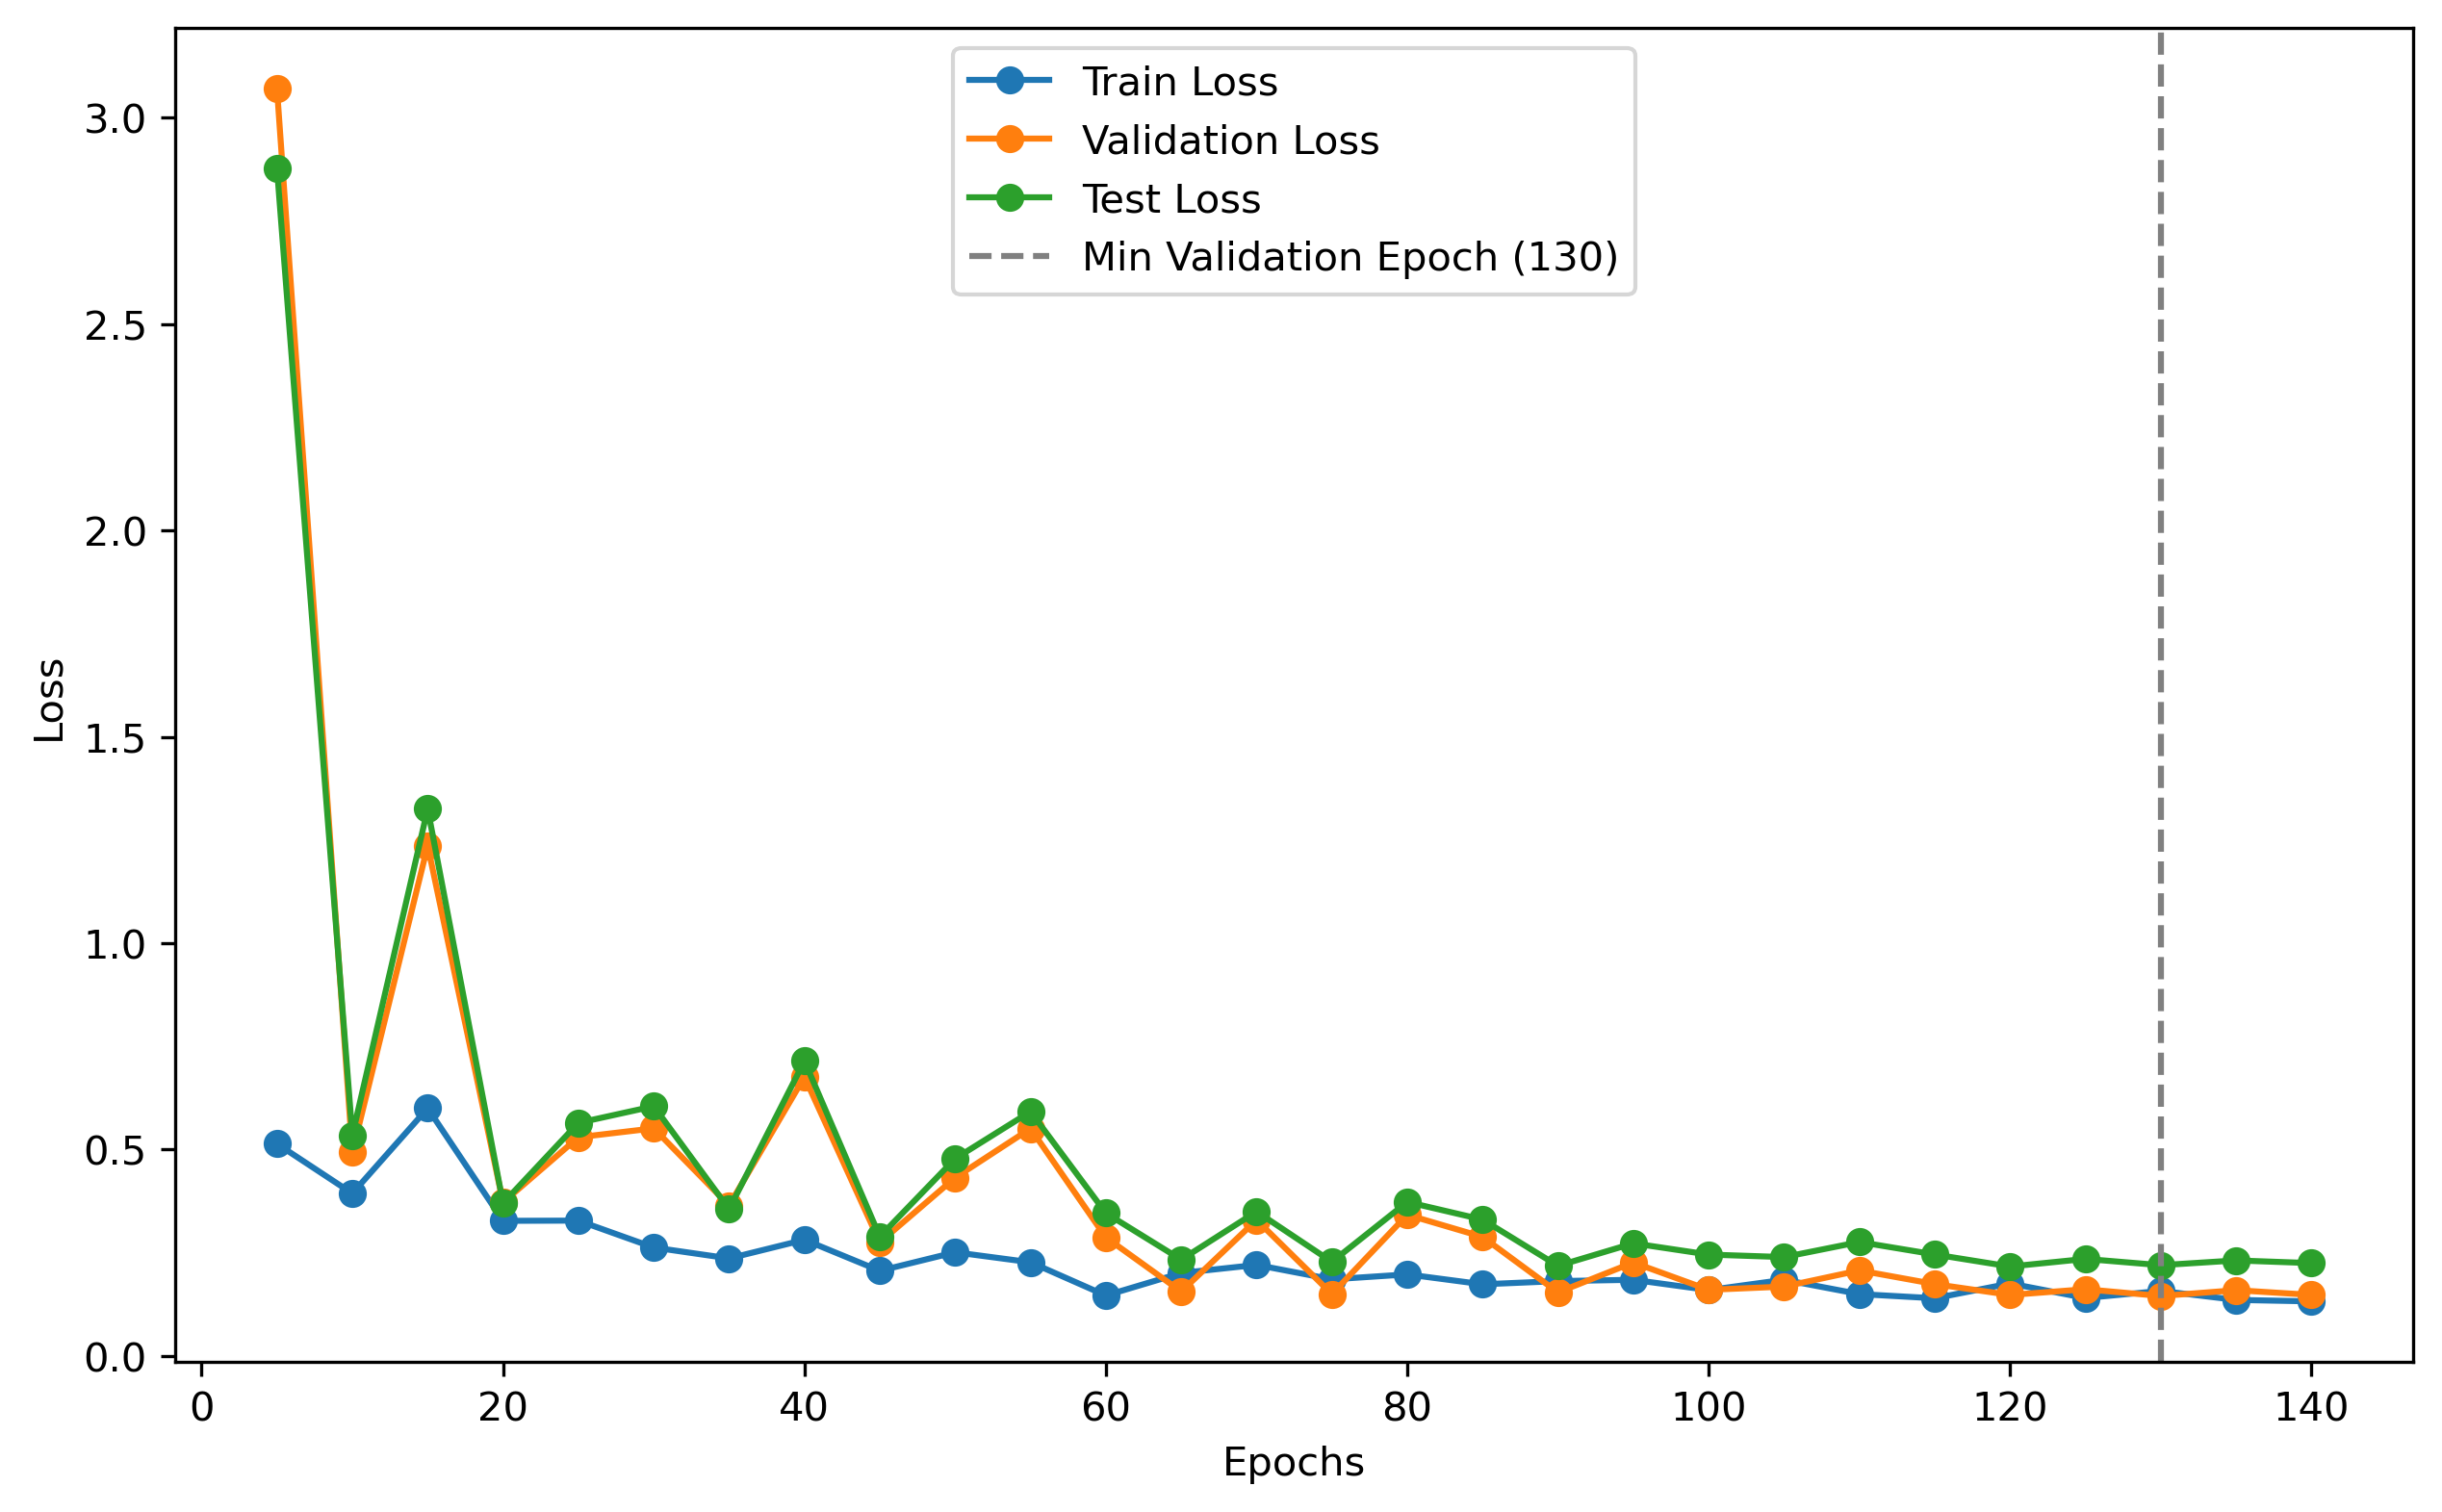 Train Loss
Validation Loss
Test Loss
Min Validation Epoch (130)
3.0
2.5
2.0
1.5
1.0
0.5
0.0
Loss
0 20 40 60 80 100 120 140
Epochs